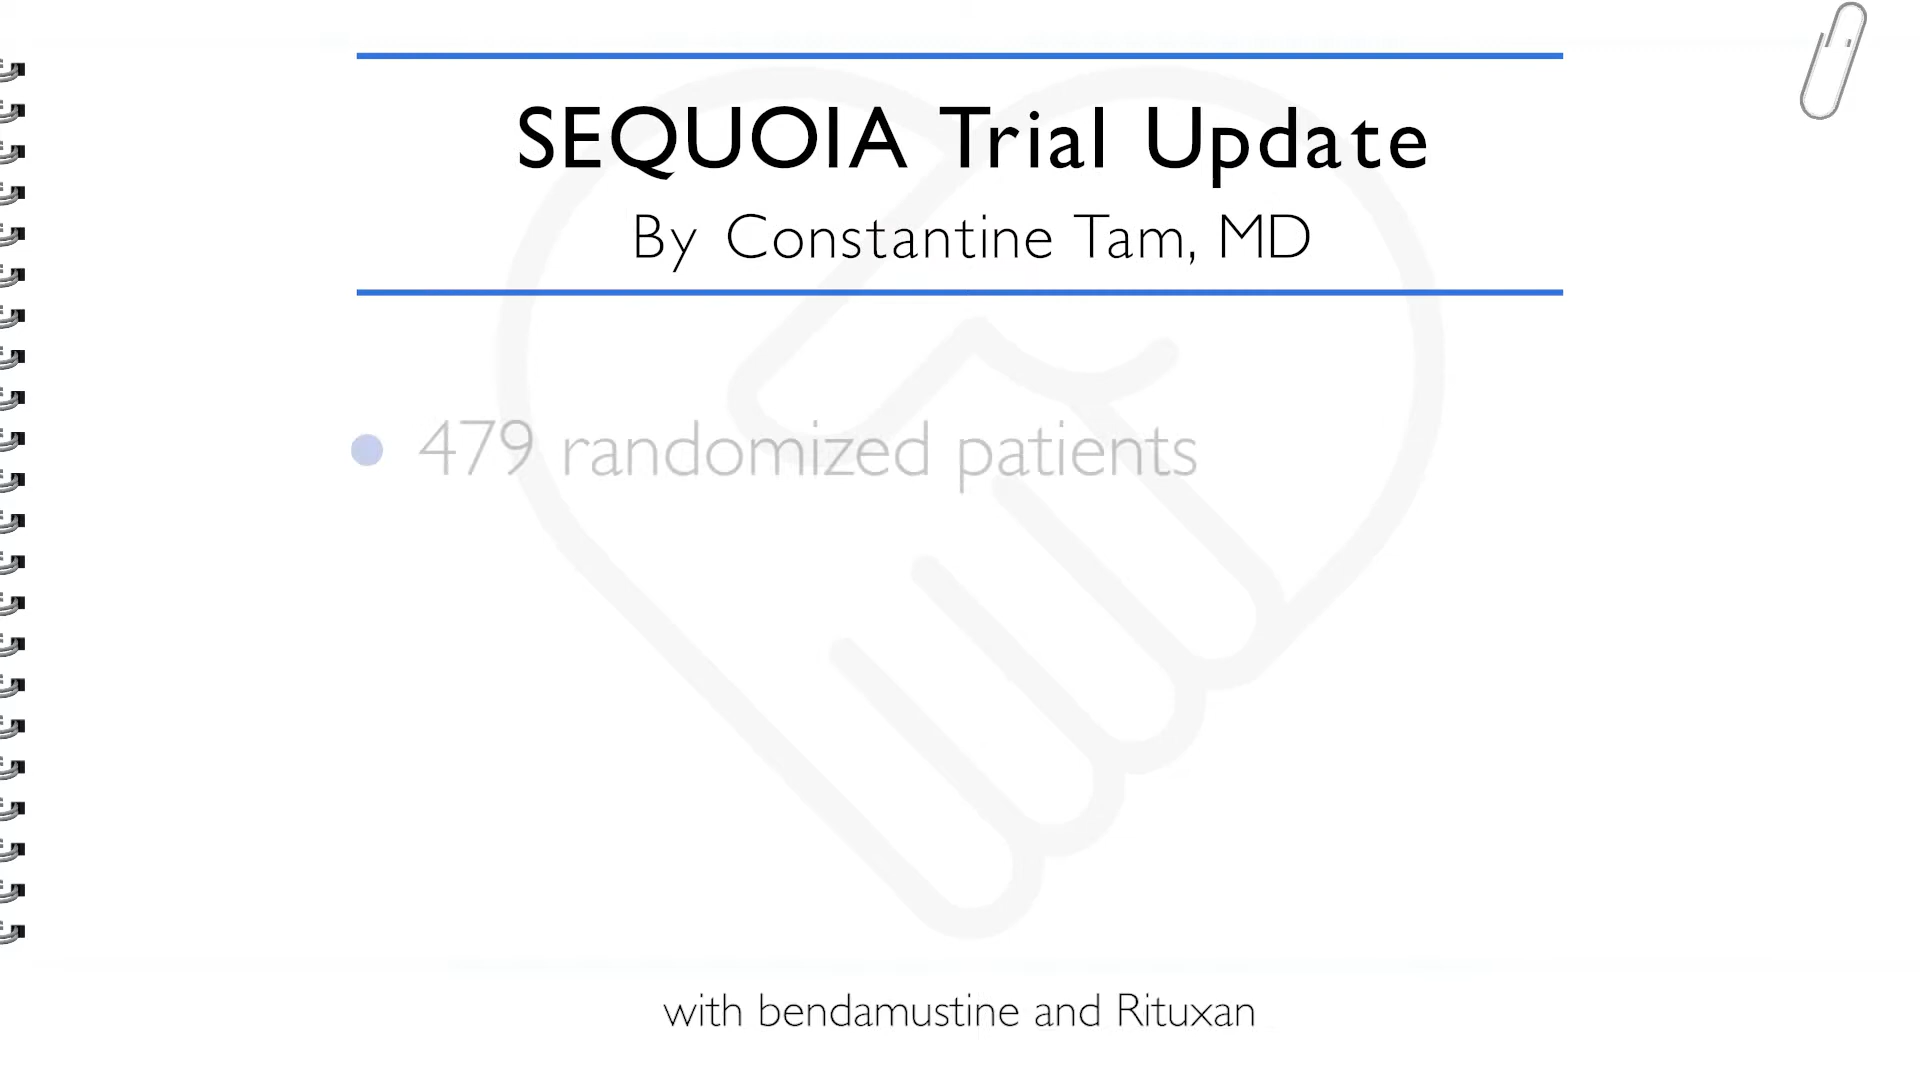 SEQUOIA Trial Update
By Constantine Tam, MD
479 randomized patients
with bendamustine and Rituxan